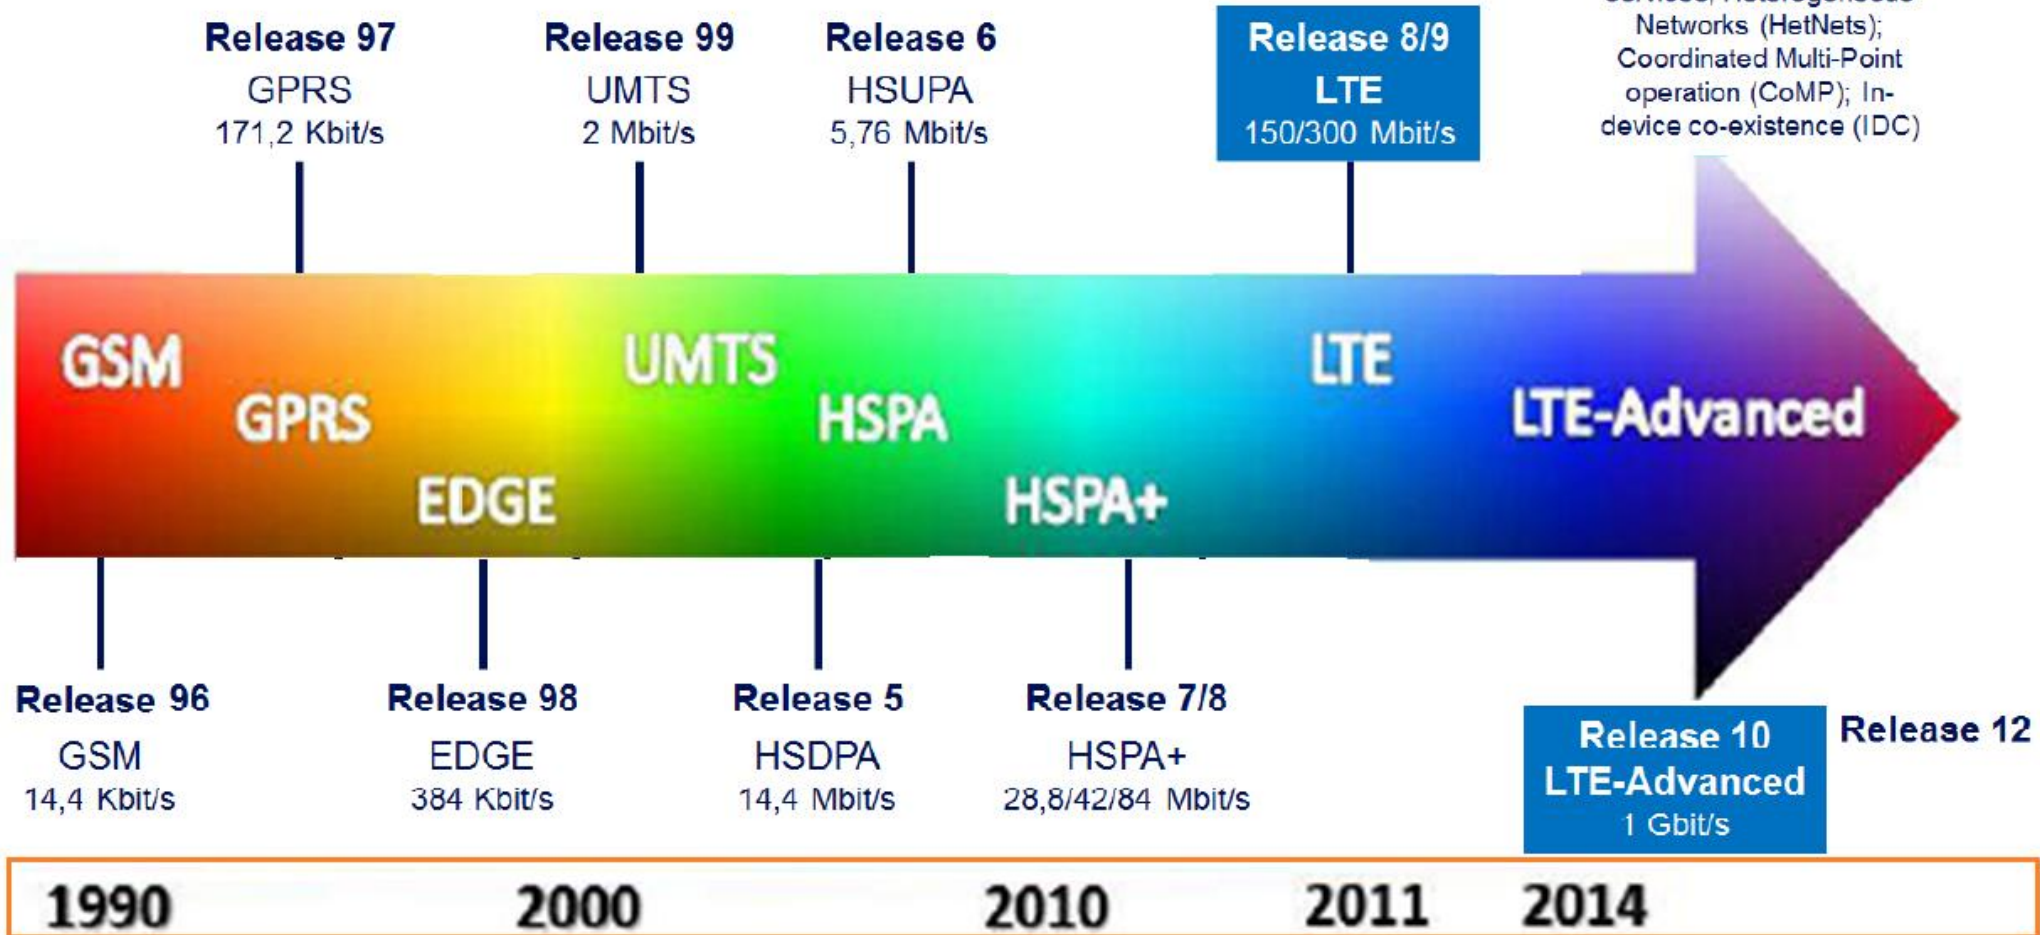 Release 97
GPRS
171,2 Kbit/s
Release 99
UMTS
2 Mbit/s
Release 6
HSUPA
5,76 Mbit/s
Release 8/9
LTE
150/300 Mbit/s
Networks (HetNets);
Coordinated Multi-Point
operation (CoMP); In-
device co-existence (IDC)
GSM
GPRS
EDGE
UMTS
HSPA
HSPA+
LTE
LTE-Advanced
Release 96
GSM
14,4 Kbit/s
Release 98
EDGE
384 Kbit/s
Release 5
HSDPA
14,4 Mbit/s
Release 7/8
HSPA+
28,8/42/84 Mbit/s
Release 10
LTE-Advanced
1 Gbit/s
Release 12
1990
2000
2010
2011
2014